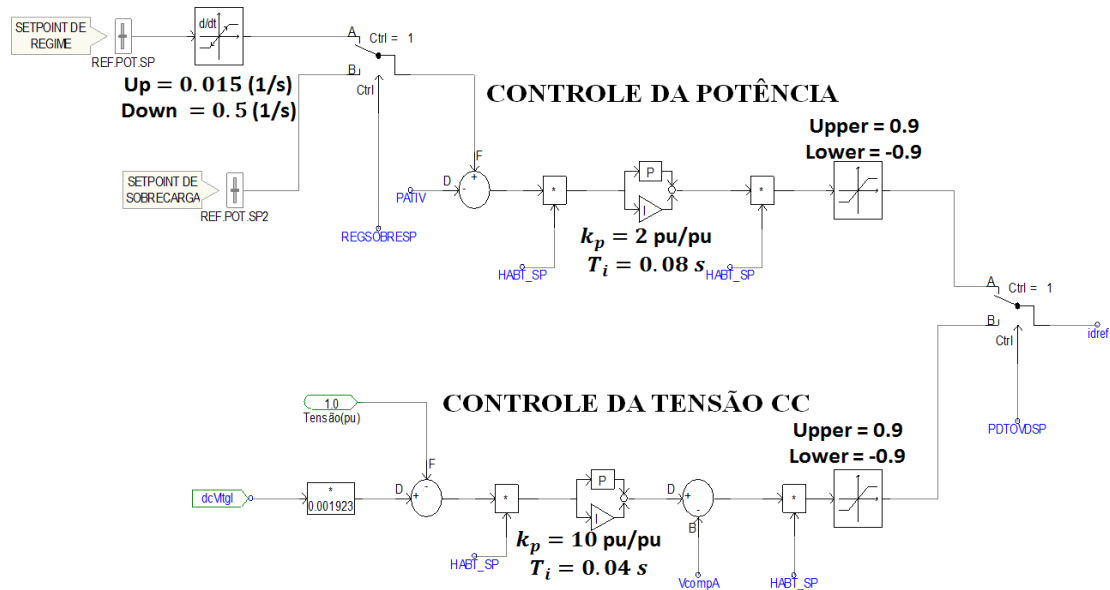 SETPOINT DE
REGIME
REF.POT.SP
d/dt
Up = 0.015 (1/s)
Down = 0.5 (1/s)
A
Ctrl = 1
B
Ctrl
CONTROLE DA POTÊNCIA
Upper = 0.9
Lower = -0.9
SETPOINT DE
SOBRECARGA
REF.POT.SP2
F
D
+
-
PATIV
*
P
I
*
REGSOBRESP
k_p = 2 pu/pu
T_i = 0.08 s
HABT_SP
HABT_SP
A
Ctrl = 1
B
Ctrl
idref
PDTOVDSP
1.0
Tensão(pu)
CONTROLE DA TENSÃO CC
Upper = 0.9
Lower = -0.9
F
-
dcVltgI
*
0.001923
D
+
*
P
I
D
+
-
B
*
k_p = 10 pu/pu
T_i = 0.04 s
HABT_SP
VcompA
HABT_SP